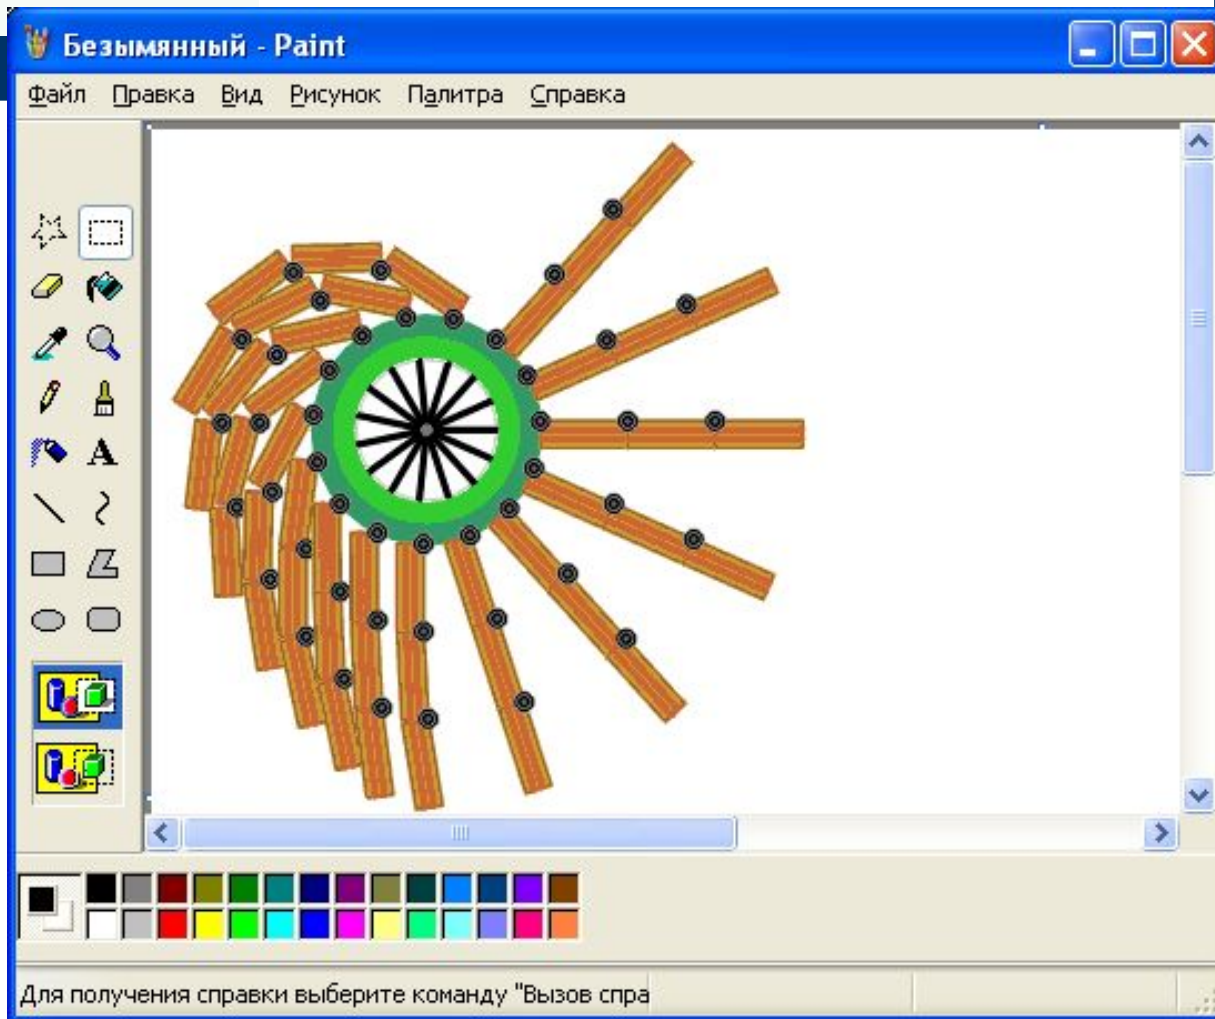 Безымянный - Paint
Файл Правка Вид Рисунок Палитра Справка
A
Для получения справки выберите команду "Вызов спра